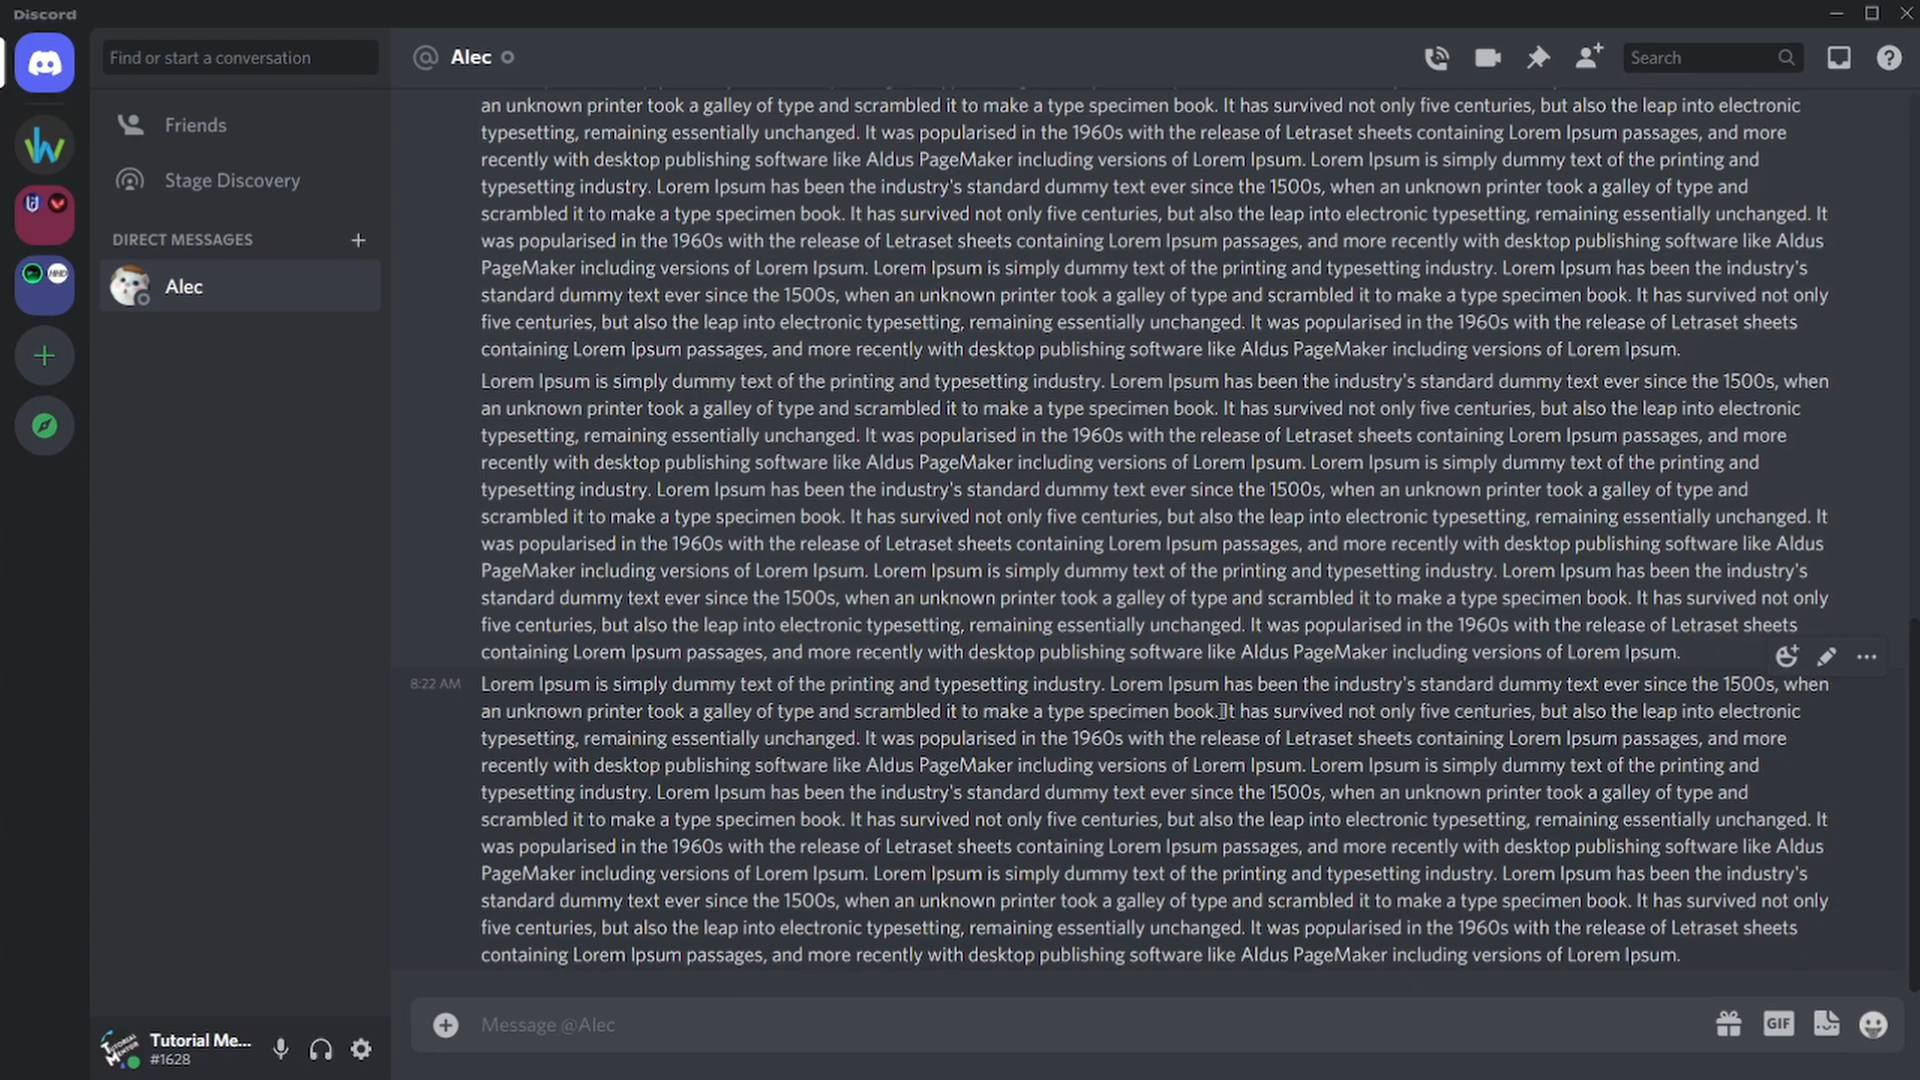 Discord
Find or start a conversation
Friends
Stage Discovery
DIRECT MESSAGES
Alec
Tutorial Me...
#1628
Alec
Search
an unknown printer took a galley of type and scrambled it to make a type specimen book. It has survived not only five centuries, but also the leap into electronic
typesetting, remaining essentially unchanged. It was popularised in the 1960s with the release of Letraset sheets containing Lorem Ipsum passages, and more
recently with desktop publishing software like Aldus PageMaker including versions of Lorem Ipsum. Lorem Ipsum is simply dummy text of the printing and
typesetting industry. Lorem Ipsum has been the industry's standard dummy text ever since the 1500s, when an unknown printer took a galley of type and
scrambled it to make a type specimen book. It has survived not only five centuries, but also the leap into electronic typesetting, remaining essentially unchanged. It
was popularised in the 1960s with the release of Letraset sheets containing Lorem Ipsum passages, and more recently with desktop publishing software like Aldus
PageMaker including versions of Lorem Ipsum. Lorem Ipsum is simply dummy text of the printing and typesetting industry. Lorem Ipsum has been the industry's
standard dummy text ever since the 1500s, when an unknown printer took a galley of type and scrambled it to make a type specimen book. It has survived not only
five centuries, but also the leap into electronic typesetting, remaining essentially unchanged. It was popularised in the 1960s with the release of Letraset sheets
containing Lorem Ipsum passages, and more recently with desktop publishing software like Aldus PageMaker including versions of Lorem Ipsum.
Lorem Ipsum is simply dummy text of the printing and typesetting industry. Lorem Ipsum has been the industry's standard dummy text ever since the 1500s, when
an unknown printer took a galley of type and scrambled it to make a type specimen book. It has survived not only five centuries, but also the leap into electronic
typesetting, remaining essentially unchanged. It was popularised in the 1960s with the release of Letraset sheets containing Lorem Ipsum passages, and more
recently with desktop publishing software like Aldus PageMaker including versions of Lorem Ipsum. Lorem Ipsum is simply dummy text of the printing and
typesetting industry. Lorem Ipsum has been the industry's standard dummy text ever since the 1500s, when an unknown printer took a galley of type and
scrambled it to make a type specimen book. It has survived not only five centuries, but also the leap into electronic typesetting, remaining essentially unchanged. It
was popularised in the 1960s with the release of Letraset sheets containing Lorem Ipsum passages, and more recently with desktop publishing software like Aldus
PageMaker including versions of Lorem Ipsum. Lorem Ipsum is simply dummy text of the printing and typesetting industry. Lorem Ipsum has been the industry's
standard dummy text ever since the 1500s, when an unknown printer took a galley of type and scrambled it to make a type specimen book. It has survived not only
five centuries, but also the leap into electronic typesetting, remaining essentially unchanged. It was popularised in the 1960s with the release of Letraset sheets
containing Lorem Ipsum passages, and more recently with desktop publishing software like Aldus PageMaker including versions of Lorem Ipsum.
8:22 AM Lorem Ipsum is simply dummy text of the printing and typesetting industry. Lorem Ipsum has been the industry's standard dummy text ever since the 1500s, when
an unknown printer took a galley of type and scrambled it to make a type specimen book. It has survived not only five centuries, but also the leap into electronic
typesetting, remaining essentially unchanged. It was popularised in the 1960s with the release of Letraset sheets containing Lorem Ipsum passages, and more
recently with desktop publishing software like Aldus PageMaker including versions of Lorem Ipsum. Lorem Ipsum is simply dummy text of the printing and
typesetting industry. Lorem Ipsum has been the industry's standard dummy text ever since the 1500s, when an unknown printer took a galley of type and
scrambled it to make a type specimen book. It has survived not only five centuries, but also the leap into electronic typesetting, remaining essentially unchanged. It
was popularised in the 1960s with the release of Letraset sheets containing Lorem Ipsum passages, and more recently with desktop publishing software like Aldus
PageMaker including versions of Lorem Ipsum. Lorem Ipsum is simply dummy text of the printing and typesetting industry. Lorem Ipsum has been the industry's
standard dummy text ever since the 1500s, when an unknown printer took a galley of type and scrambled it to make a type specimen book. It has survived not only
five centuries, but also the leap into electronic typesetting, remaining essentially unchanged. It was popularised in the 1960s with the release of Letraset sheets
containing Lorem Ipsum passages, and more recently with desktop publishing software like Aldus PageMaker including versions of Lorem Ipsum.
Message @Alec
GIF